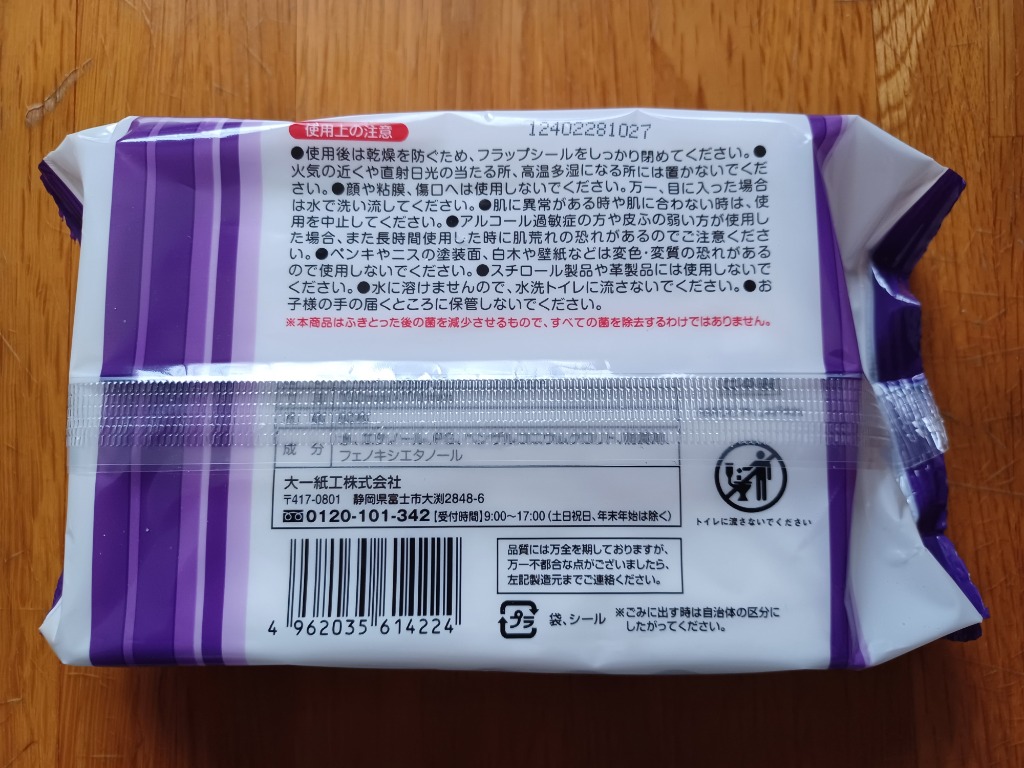 使用上の注意
12402281027
●使用後は乾燥を防ぐため、フラップシールをしっかり閉めてください。●
火気の近くや直射日光の当たる所、高温多湿になる所には置かないでくだ
さい。●顔や粘膜、傷口へは使用しないでください。万一、目に入った場合
は水で洗い流してください。●肌に異常がある時や肌に合わない時は、使
用を中止してください。●アルコール過敏症の方や皮ふの弱い方が使用し
た場合、また長時間使用した時に肌荒れの恐れがあるのでご注意くださ
い。●ペンキやニスの塗装面、白木や壁紙などは変色・変質の恐れがある
ので使用しないでください。●スチロール製品や革製品には使用しないで
ください。●水に溶けませんので、水洗トイレに流さないでください。●お
子様の手の届くところに保管しないでください。
※本商品はふきとった後の菌を減少させるもので、すべての菌を除去するわけではありません。
成 分
水、エタノール、PG、ベンザルコニウムクロリド、
フェノキシエタノール
大一紙工株式会社
〒417-0801 静岡県富士市大渕2848-6
0120-101-342【受付時間】9:00~17:00(土日祝日、年末年始は除く)
トイレに流さないでください
品質には万全を期しておりますが、
万一不都合な点がございましたら、
左記製造元までご連絡ください。
4 962035 614224
プラ
袋、シール
※ごみに出す時は自治体の区分に
したがってください。